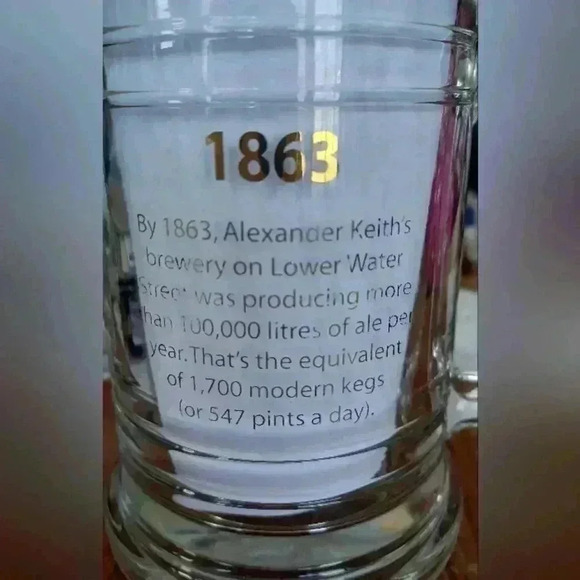 1863
By 1863, Alexander Keith's
brewery on Lower Water
Street was producing more
than 100,000 litres of ale per
year. That's the equivalent
of 1,700 modern kegs
(or 547 pints a day).